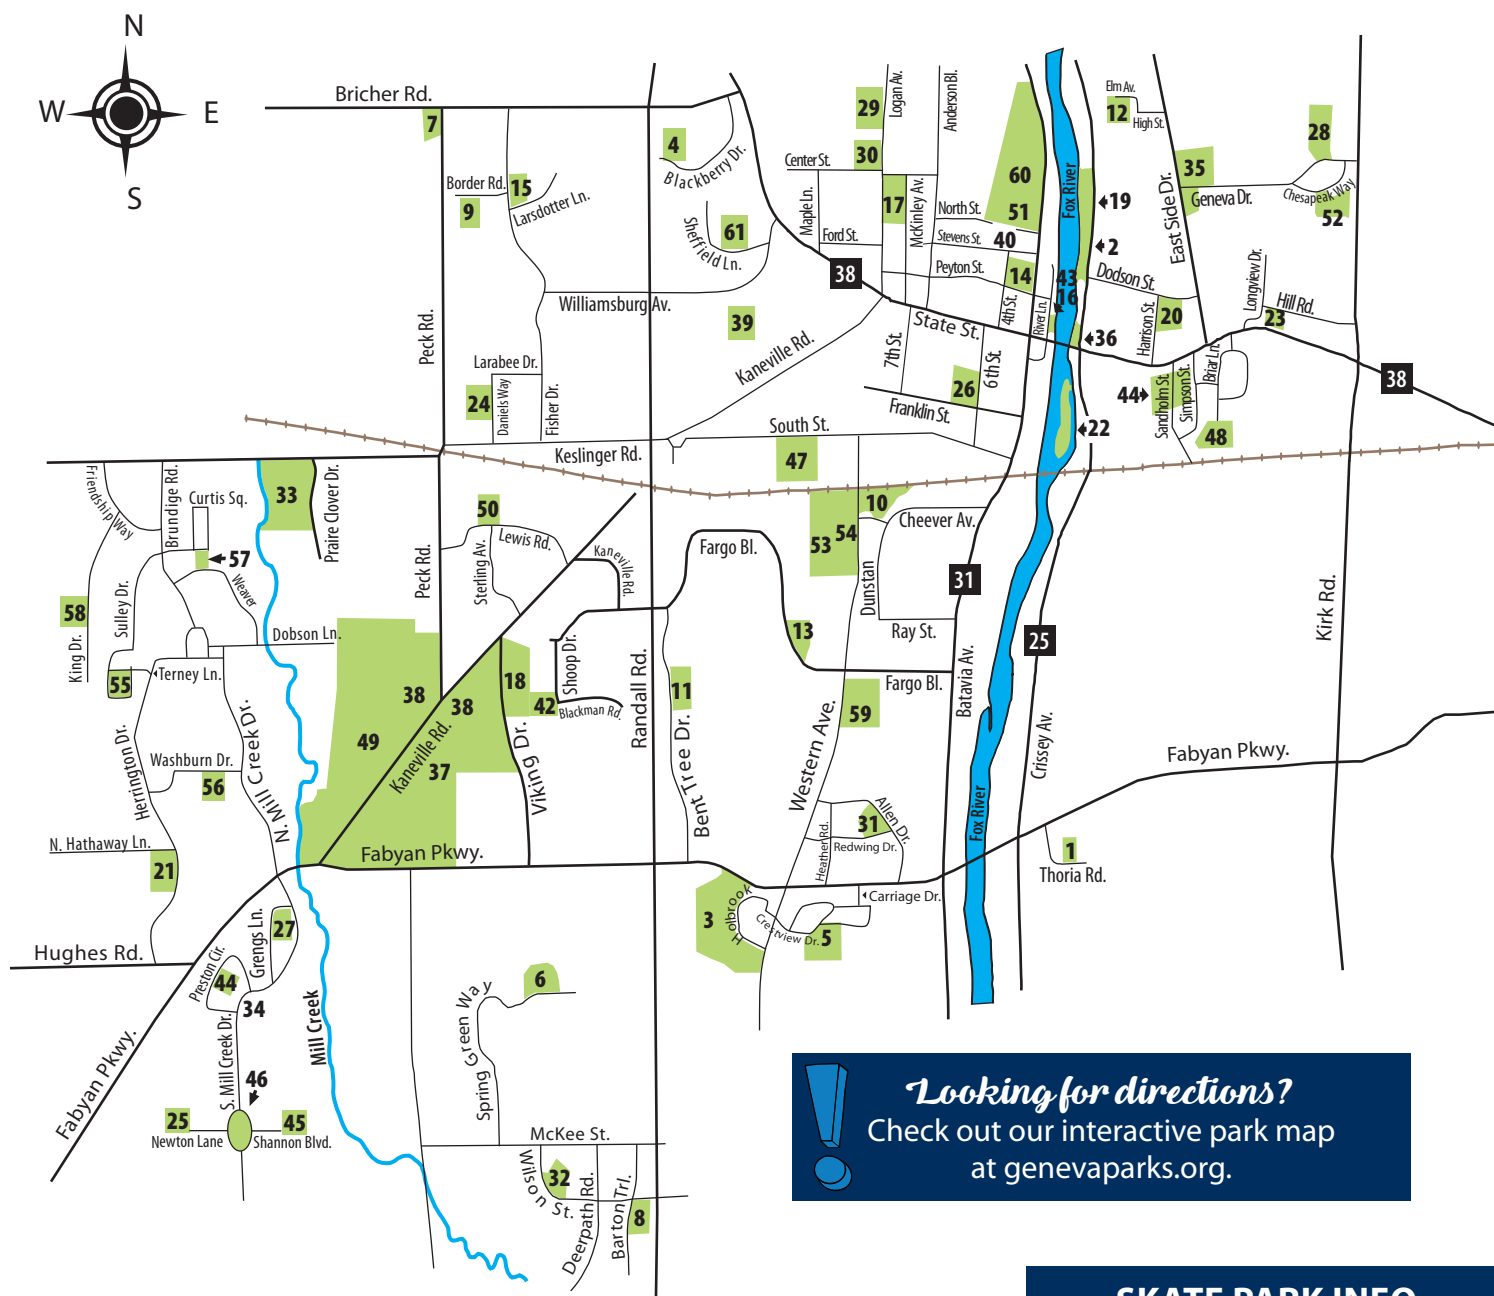 N
W
E
S
Bricher Rd.
7
4
29
Logan Av.
Anderson Bl.
Elm Av.
12
High St.
28
Center St.
30
Blackberry Dr.
60
Fox River
35
Border Rd.
15
9
Larsdotter Ln.
Maple Ln.
17
McKinley Av.
North St.
51
19
East Side Dr.
Geneva Dr.
Chesapeak Way
52
Sheffield Ln.
61
Ford St.
Stevens St.
40
2
38
Peyton St.
14
43
16
Dodson St.
Longview Dr.
Williamsburg Av.
Hill Rd.
39
State St.
4th St.
River Ln.
Harrison St.
20
23
Peck Rd.
Kaneville Rd.
7th St.
6th St.
36
Larabee Dr.
Briar Ln.
24
Daniels Way
Fisher Dr.
26
Franklin St.
44
Sandholm St.
Simpson St.
38
South St.
22
48
Keslinger Rd.
47
Friendship Way
Brundige Rd.
Curtis Sq.
33
Praire Clover Dr.
50
10
Cheever Av.
Lewis Rd.
Fargo Bl.
53
54
57
Peck Rd.
Sterling Av.
Kaneville Rd.
31
Weaver
58
Sulley Dr.
Dunstan
Kirk Rd.
King Dr.
Dobson Ln.
13
Ray St.
25
Shoop Dr.
Terney Ln.
55
38
38
18
42
Blackman Rd.
Randall Rd.
11
Fargo Bl.
59
Batavia Av.
Herrington Dr.
N. Mill Creek Dr.
49
Kaneville Rd.
37
Viking Dr.
Bent Tree Dr.
Western Ave.
Crissey Av.
Fabyan Pkwy.
Washburn Dr.
56
Fox River
31
Allen Dr.
Heather Rd.
Redwing Dr.
N. Hathaway Ln.
21
Fabyan Pkwy.
1
Thoria Rd.
Carriage Dr.
3
Holbrook
Crestview Dr.
5
27
Grengs Ln.
Hughes Rd.
Preston Cir.
44
34
6
Spring Green Way
Mill Creek
S. Mill Creek Dr.
46
Fabyan Pkwy.
25
45
Newton Lane
Shannon Blvd.
McKee St.
Wilson St.
32
Deerpath Rd.
Barton Trl.
8
Looking for directions?
Check out our interactive park map
at genevaparks.org.
SKATE PARK INFO